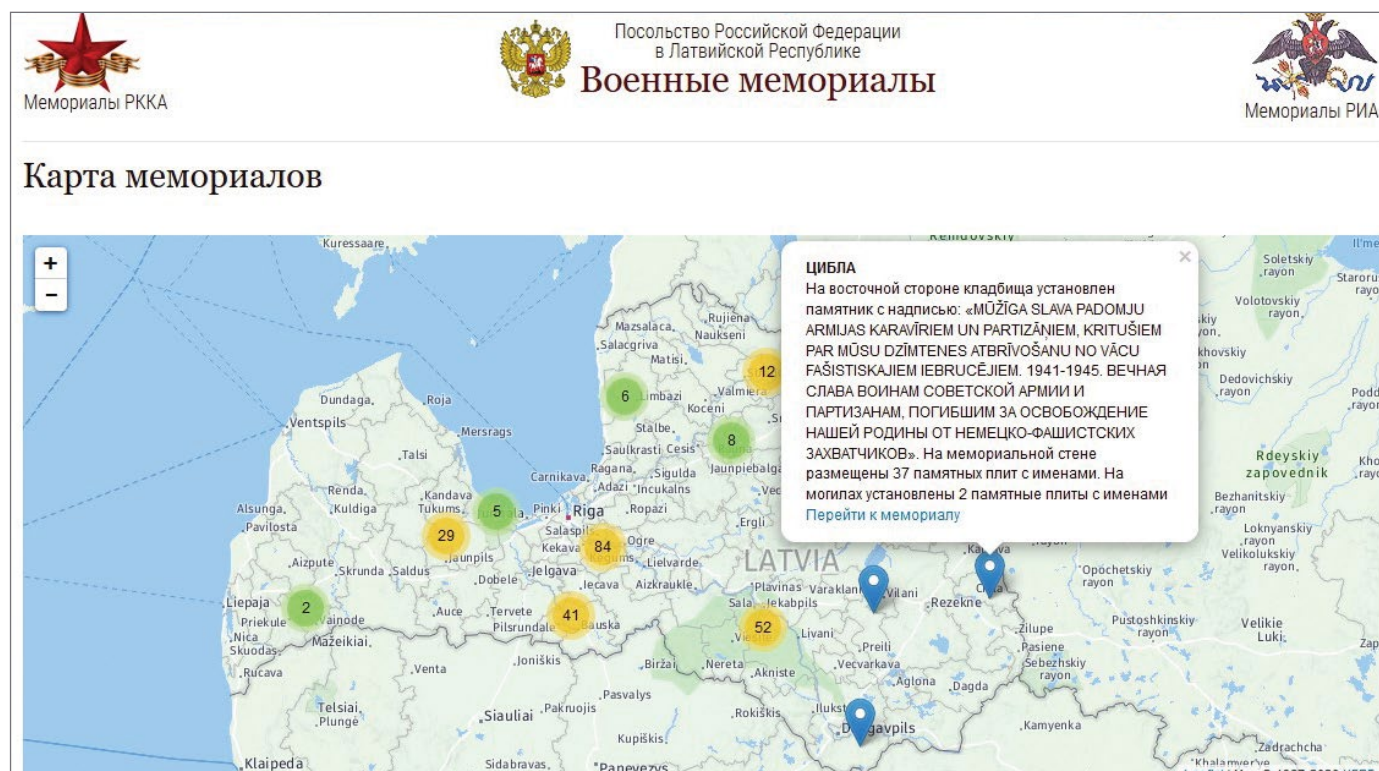 Посольство Российской Федерации
в Латвийской Республике
Военные мемориалы
Мемориалы РККА
Мемориалы РИА
Карта мемориалов
+
−
×
ЦИБЛА
На восточной стороне кладбища установлен
памятник с надписью: «MŪŽĪGA SLAVA PADOMJU
ARMIJAS KARAVĪRIEM UN PARTIZĀŅIEM, KRITUŠIEM
PAR MŪSU DZĪMTENES ATBRĪVOŠANU NO VĀCU
FAŠISTISKAJIEM IEBRUCĒJIEM. 1941-1945. ВЕЧНАЯ
СЛАВА ВОИНАМ СОВЕТСКОЙ АРМИИ И
ПАРТИЗАНАМ, ПОГИБШИМ ЗА ОСВОБОЖДЕНИЕ
НАШЕЙ РОДИНЫ ОТ НЕМЕЦКО-ФАШИСТСКИХ
ЗАХВАТЧИКОВ». На мемориальной стене
размещены 37 памятных плит с именами. На
могилах установлены 2 памятные плиты с именами
Перейти к мемориалу
Kuressaare
Soletskiy
rayon
Volotovskiy
Dedovichskiy
rayon
Rdeyskiy
zapovednik
Bezhanitskiy
rayon
Loknyanskiy
rayon
Velikolukskiy
rayon
Mazsalaca
Rujiena
Naukseni
Salacgriva
Matisi
12
6
Limbazi
Valmiera
Koceni
Dundaga
Roja
Ventspils
Mersrags
Stalbe
8
Talsi
Saulkrasti
Cesis
Carnikava
Ragana
Sigulda
Jaunpiebalga
Adazi
Incukalns
Renda
Kandava
Alsunga
Kuldiga
Tukums
5
Pinki
Riga
Ropazi
Pavilosta
29
Salaspils
Ergli
84
Ogre
Kekava
Jaunpils
Lielvarde
LATVIA
Aizpute
Skrunda
Saldus
Jelgava
Dobele
Iecava
Aizkraukle
Plavinas
Varaklani
Vilani
Opochetskiy
rayon
Liepaja
2
Priekule
Vainode
Auce
Tervete
Pilsrundale
41
Bauska
Sala
Jekabpils
52
Rezekne
Livani
Zilupe
Pustoshkinskiy
rayon
Velikie
Luki
Nica
Skuodas
Mažeikiai
Preili
Pasiene
Rucava
Venta
Joniškis
Biržai
Nereta
Akniste
Vecvarkava
Sebezhskiy
rayon
Aglona
Dagda
Telsiai
Plungė
Pasvalys
Siauliai
Pakruojis
Rokiškis
Daugavpils
Kamyenka
Kupiškis
Zadrachcha
Klaipeda
Sidabravas
Panevezys